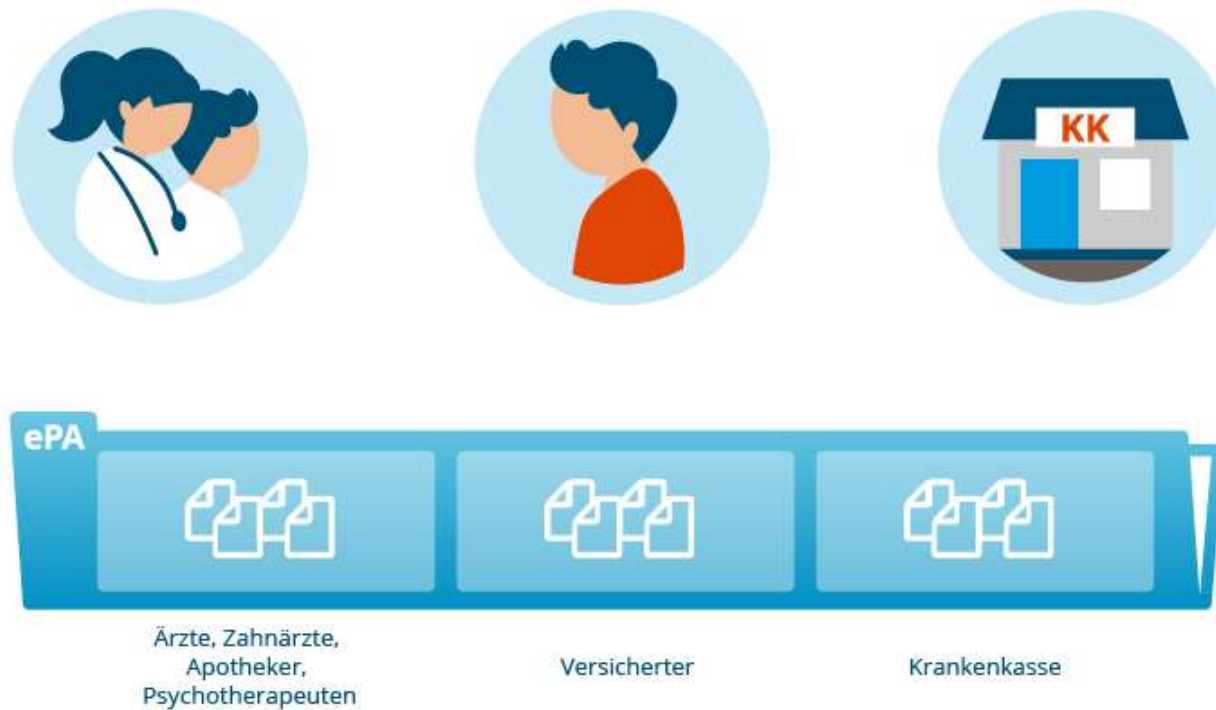 KK
ePA
Ärzte, Zahnärzte,
Apotheker,
Psychotherapeuten
Versicherter
Krankenkasse